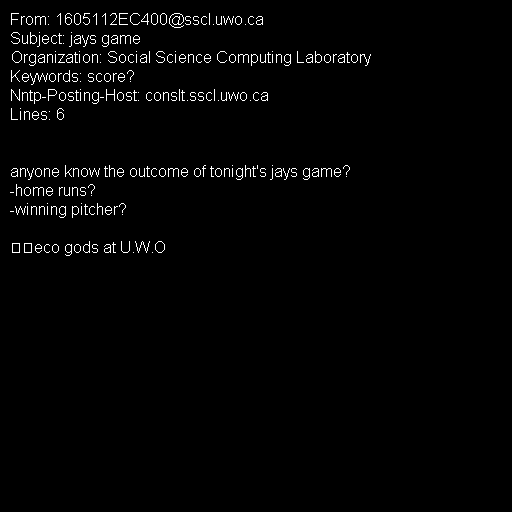 From: 1605112EC400@sscl.uwo.ca
Subject: jays game
Organization: Social Science Computing Laboratory
Keywords: score?
Nntp-Posting-Host: conslt.sscl.uwo.ca
Lines: 6
anyone know the outcome of tonight's jays game?
-home runs?
-winning pitcher?
eco gods at U.W.O